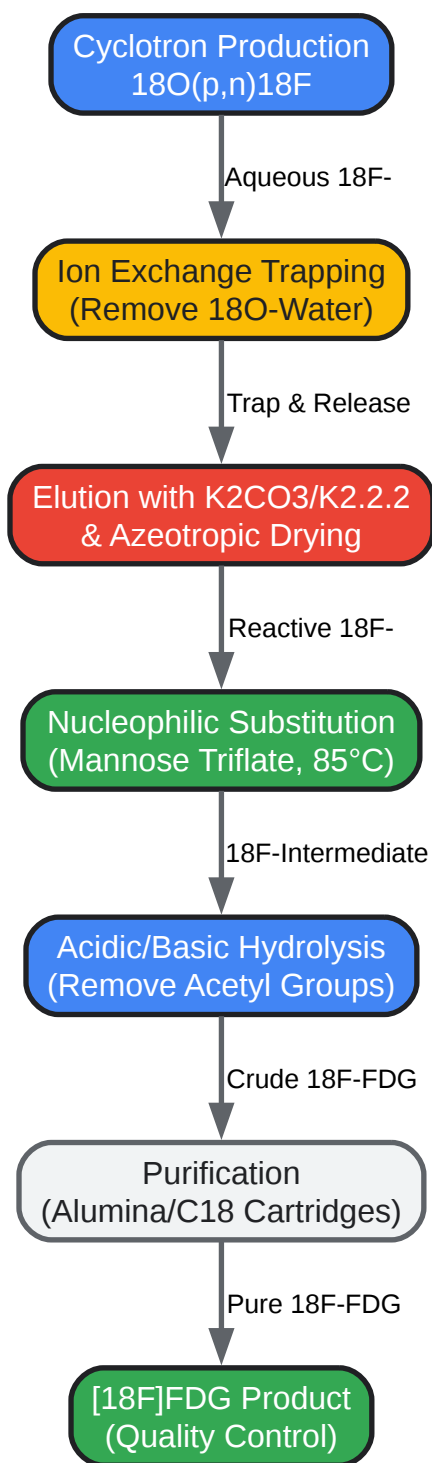 Cyclotron Production
18O(p,n)18F
Aqueous 18F-
Ion Exchange Trapping
(Remove 18O-Water)
Trap & Release
Elution with K2CO3/K2.2.2
& Azeotropic Drying
Reactive 18F-
Nucleophilic Substitution
(Mannose Triflate, 85°C)
18F-Intermediate
Acidic/Basic Hydrolysis
(Remove Acetyl Groups)
Crude 18F-FDG
Purification
(Alumina/C18 Cartridges)
Pure 18F-FDG
[18F]FDG Product
(Quality Control)